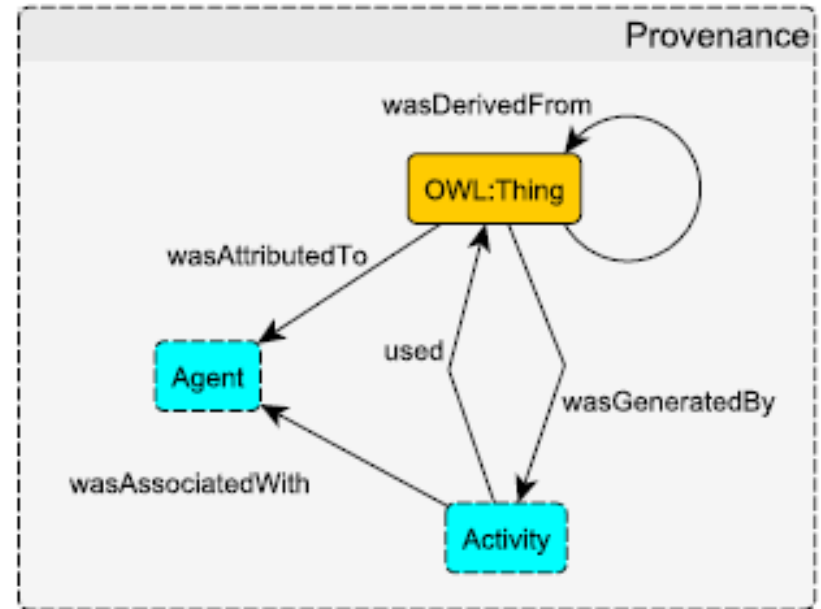 Provenance
wasDerivedFrom
OWL:Thing
wasAttributedTo
used
Agent
wasGeneratedBy
wasAssociatedWith
Activity